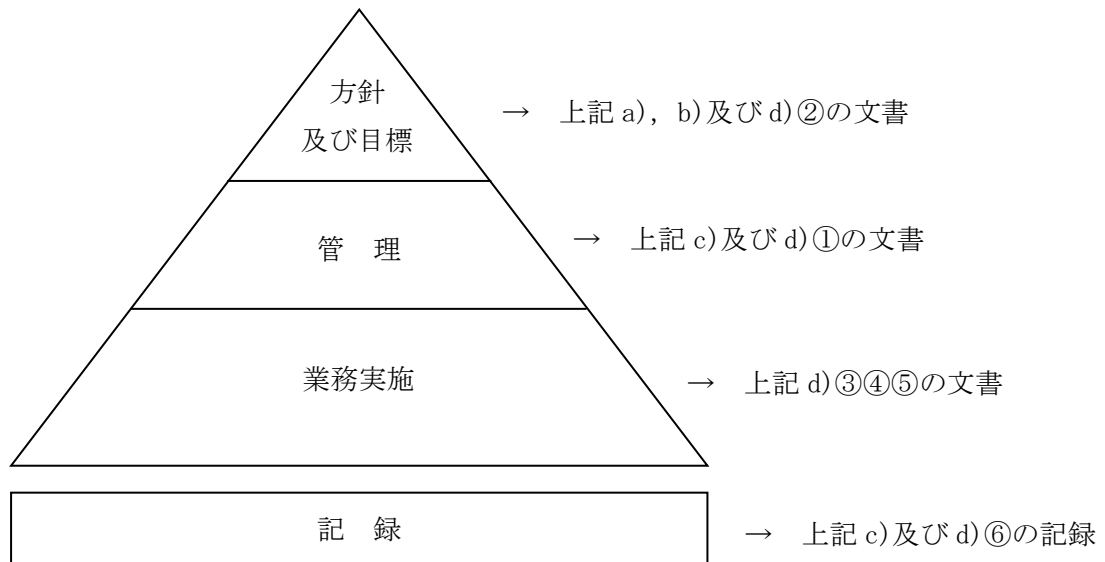 方針
及び目標
→ 上記 a), b)及び d)②の文書
管 理
→ 上記 c)及び d)①の文書
業務実施
→ 上記 d)③④⑤の文書
記 録
→ 上記 c)及び d)⑥の記録